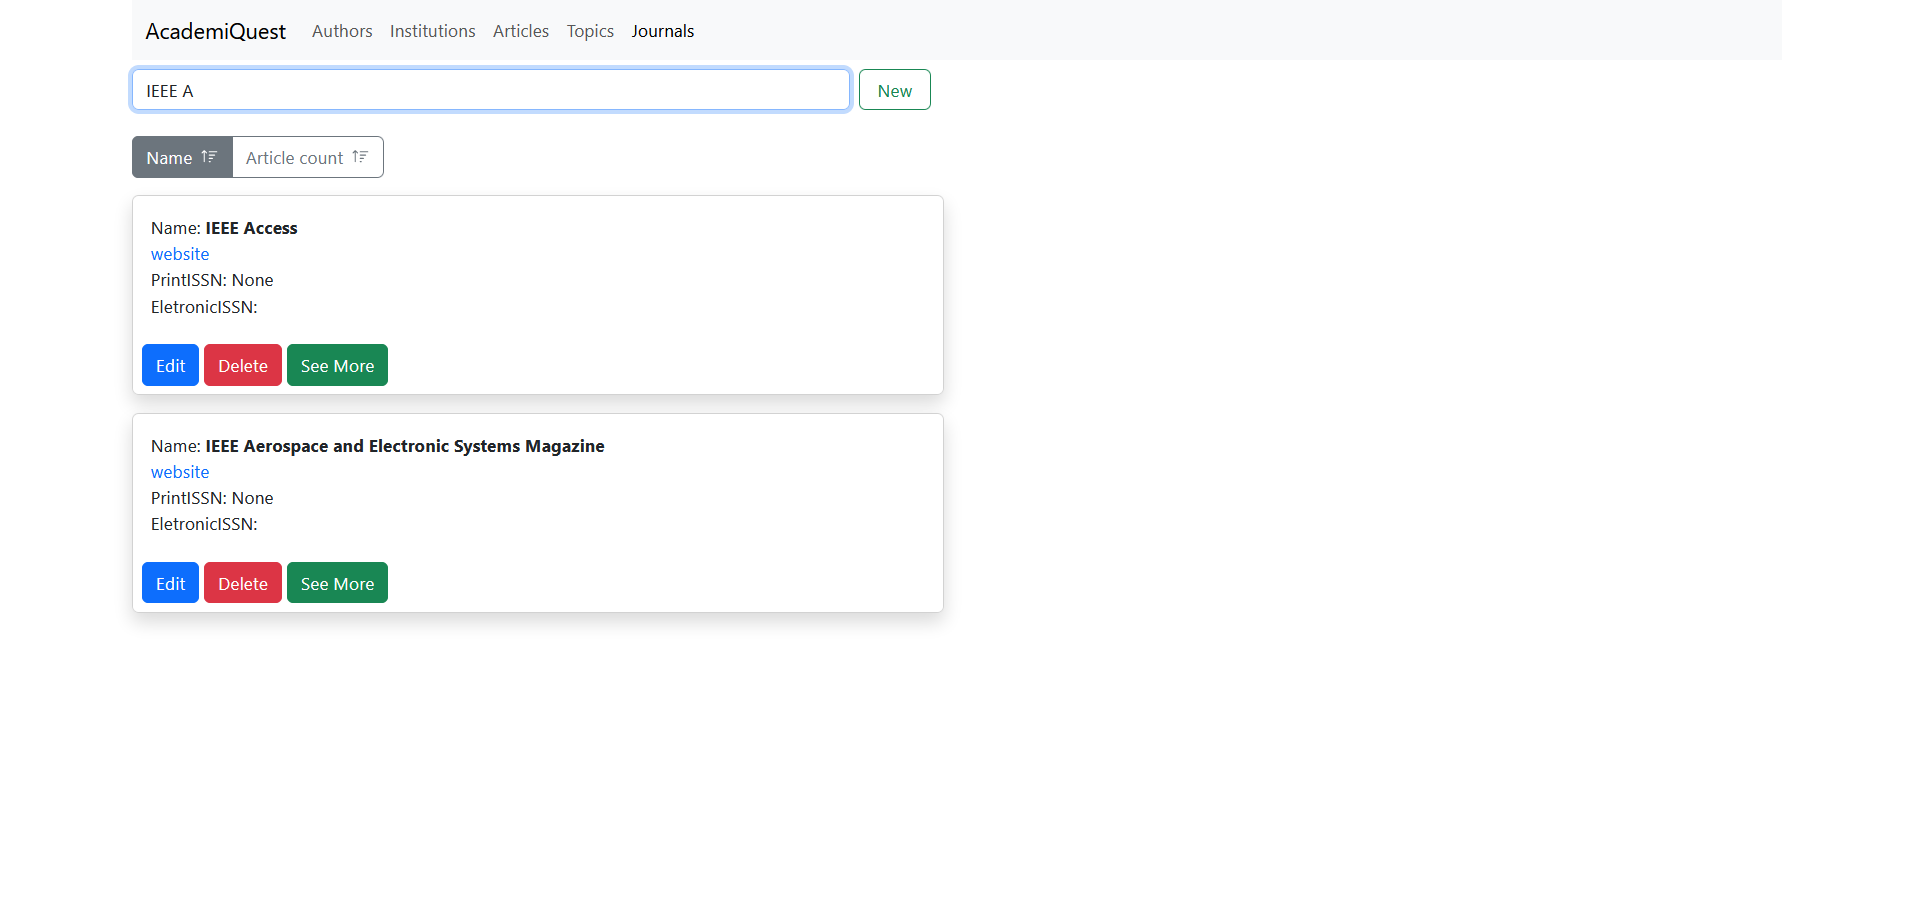 AcademiQuest Authors Institutions Articles Topics Journals
IEEE A New
Name Article count
Name: IEEE Access
website
PrintISSN: None
EletronicISSN:
Edit Delete See More
Name: IEEE Aerospace and Electronic Systems Magazine
website
PrintISSN: None
EletronicISSN:
Edit Delete See More